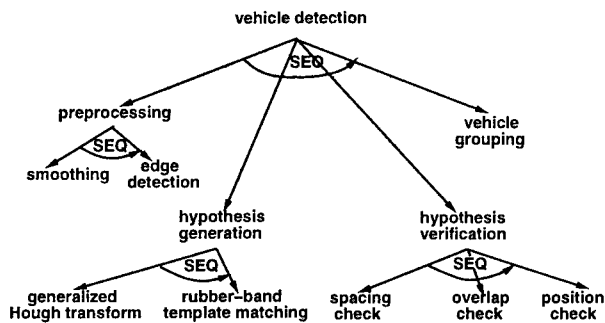 vehicle detection
SEQ
preprocessing
vehicle
grouping
SEQ
smoothing
edge
detection
hypothesis
generation
hypothesis
verification
SEQ
SEQ
generalized
Hough transform
rubber-band
template matching
spacing
check
overlap
check
position
check